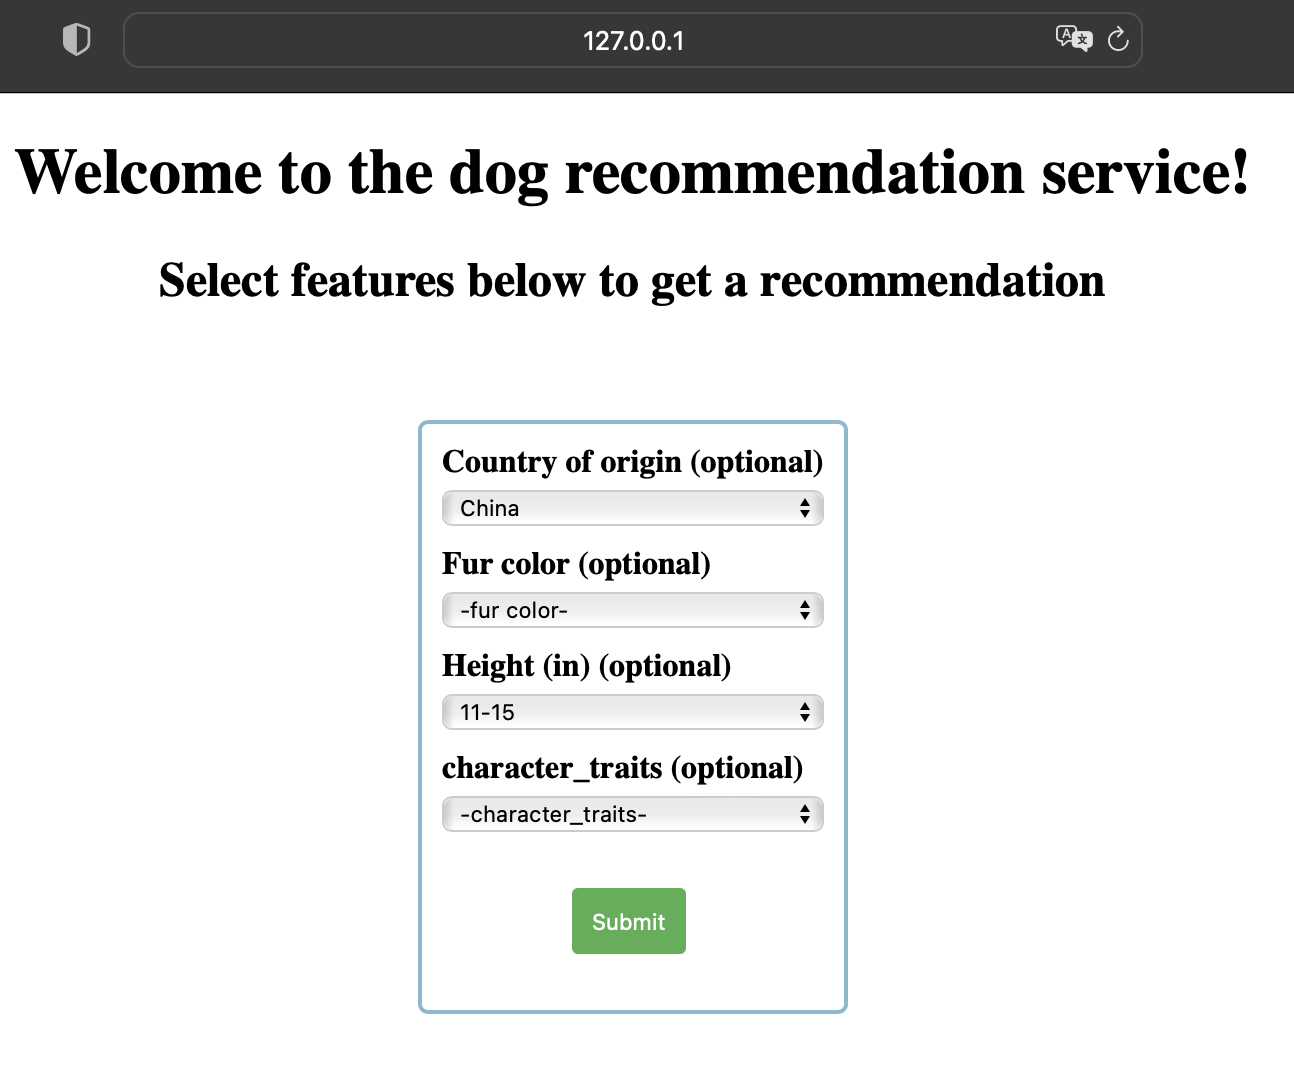 127.0.0.1
Welcome to the dog recommendation service!
Select features below to get a recommendation
Country of origin (optional)
China
Fur color (optional)
-fur color-
Height (in) (optional)
11-15
character_traits (optional)
-character_traits-
Submit